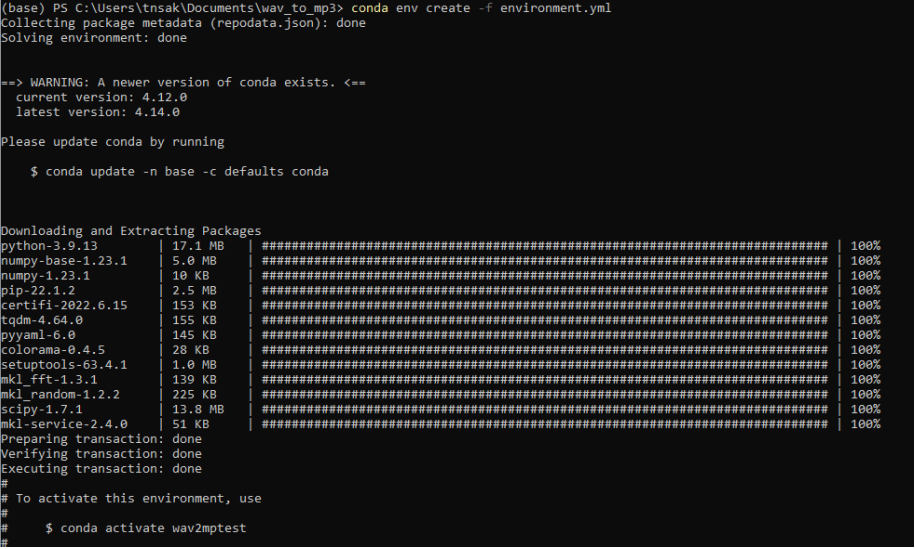 (base) PS C:\Users\tnsak\Documents\wav_to_mp3> conda env create -f environment.yml
Collecting package metadata (repodata.json): done
Solving environment: done
==> WARNING: A newer version of conda exists. <==
  current version: 4.12.0
  latest version: 4.14.0
Please update conda by running
    $ conda update -n base -c defaults conda
Downloading and Extracting Packages
python-3.9.13        | 17.1 MB   | ############################################################################ | 100%
numpy-base-1.23.1    | 5.0 MB    | ############################################################################ | 100%
numpy-1.23.1         | 10 KB     | ############################################################################ | 100%
pip-22.1.2           | 2.5 MB    | ############################################################################ | 100%
certifi-2022.6.15    | 153 KB    | ############################################################################ | 100%
tqdm-4.64.0          | 155 KB    | ############################################################################ | 100%
pyyaml-6.0           | 145 KB    | ############################################################################ | 100%
colorama-0.4.5       | 28 KB     | ############################################################################ | 100%
setuptools-63.4.1    | 1.0 MB    | ############################################################################ | 100%
mkl_fft-1.3.1        | 139 KB    | ############################################################################ | 100%
mkl_random-1.2.2     | 225 KB    | ############################################################################ | 100%
scipy-1.7.1          | 13.8 MB   | ############################################################################ | 100%
mkl-service-2.4.0    | 51 KB     | ############################################################################ | 100%
Preparing transaction: done
Verifying transaction: done
Executing transaction: done
#
# To activate this environment, use
#
#     $ conda activate wav2mptest
#